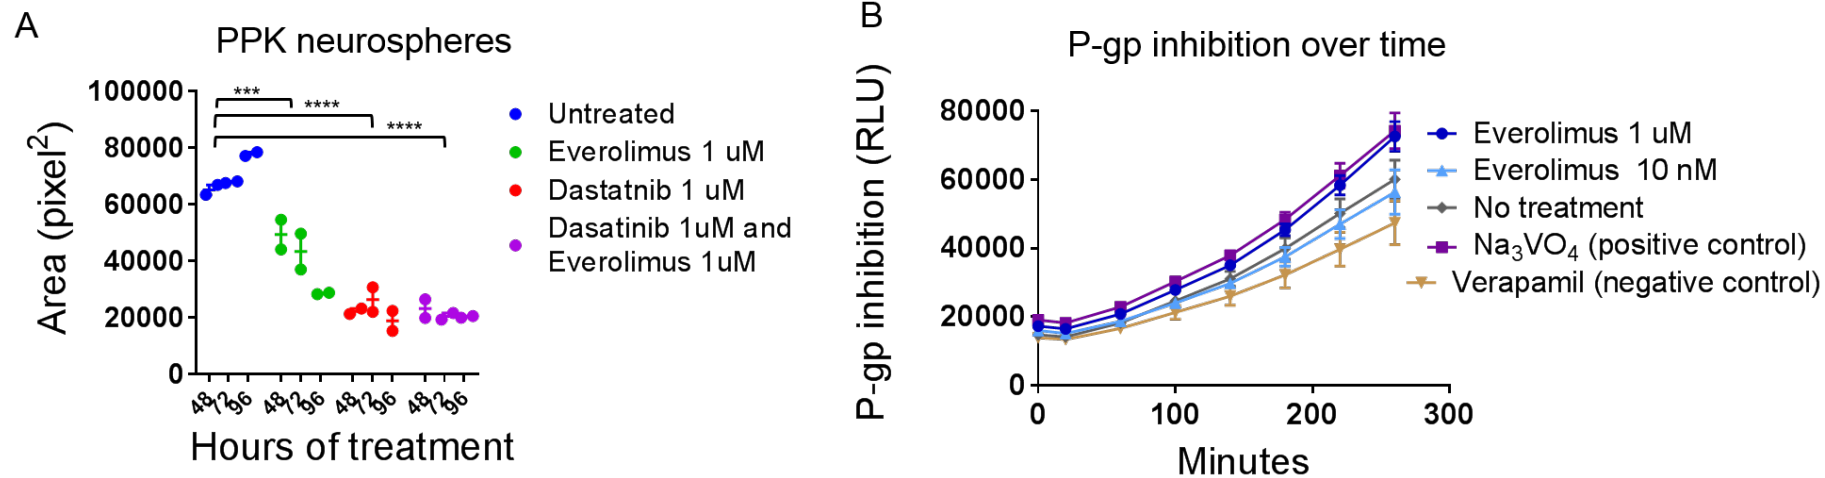 A
PPK neurospheres
Area (pixel²)
100000
80000
60000
40000
20000
0
***
****
****
48 72 96 48 72 96 48 72 96 48 72 96
Hours of treatment
Untreated
Everolimus 1 uM
Dastatnib 1 uM
Dasatinib 1uM and
Everolimus 1uM
B
P-gp inhibition over time
P-gp inhibition (RLU)
80000
60000
40000
20000
0
0 100 200 300
Minutes
Everolimus 1 uM
Everolimus 10 nM
No treatment
Na₃VO₄ (positive control)
Verapamil (negative control)